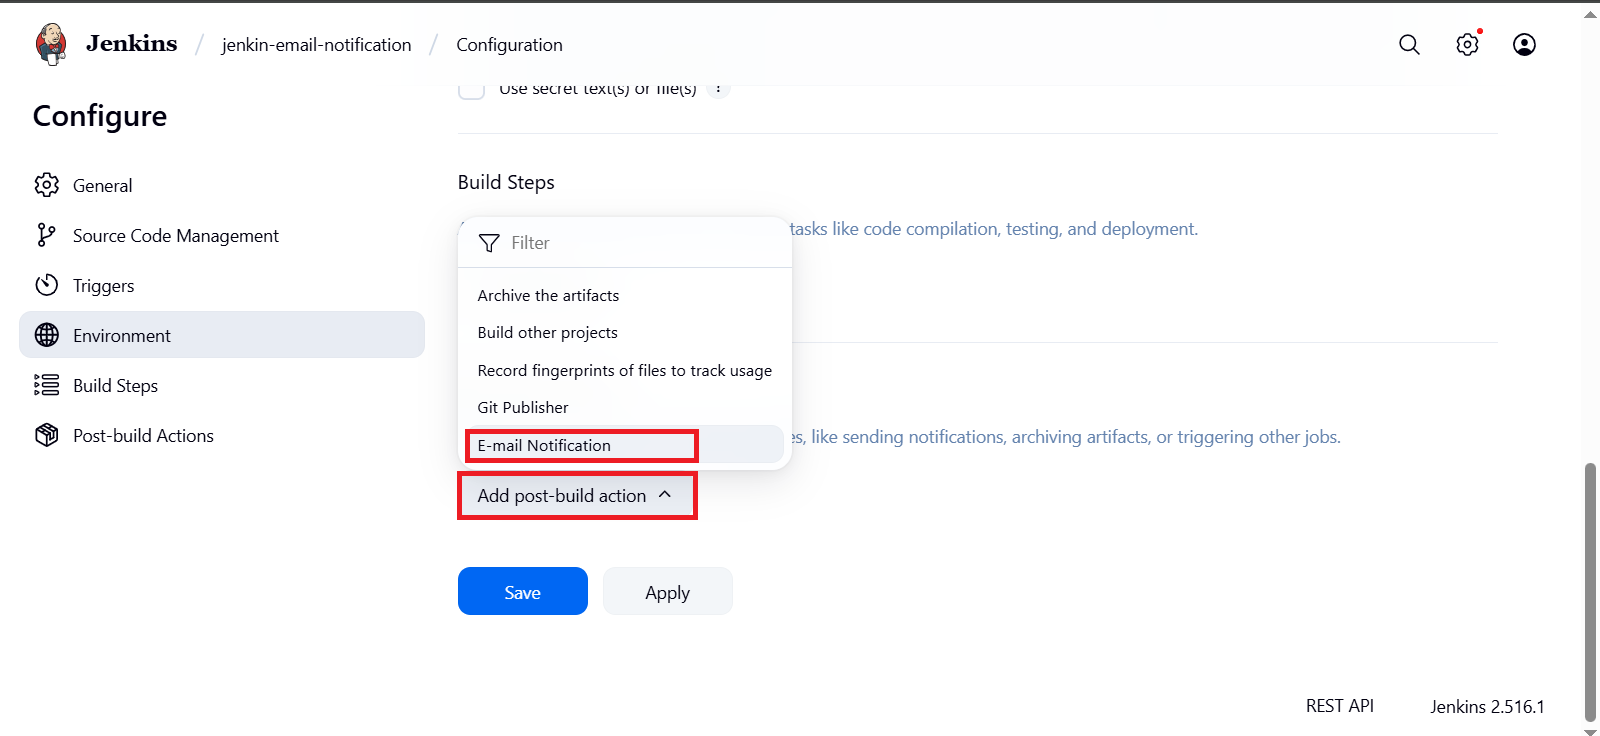 Jenkins / jenkin-email-notification / Configuration
Configure
General
Source Code Management
Triggers
Environment
Build Steps
Post-build Actions
Use secret text(s) or file(s) ?
Build Steps
tasks like code compilation, testing, and deployment.
Filter
Archive the artifacts
Build other projects
Record fingerprints of files to track usage
Git Publisher
E-mail Notification
es, like sending notifications, archiving artifacts, or triggering other jobs.
Add post-build action
Save
Apply
REST API
Jenkins 2.516.1